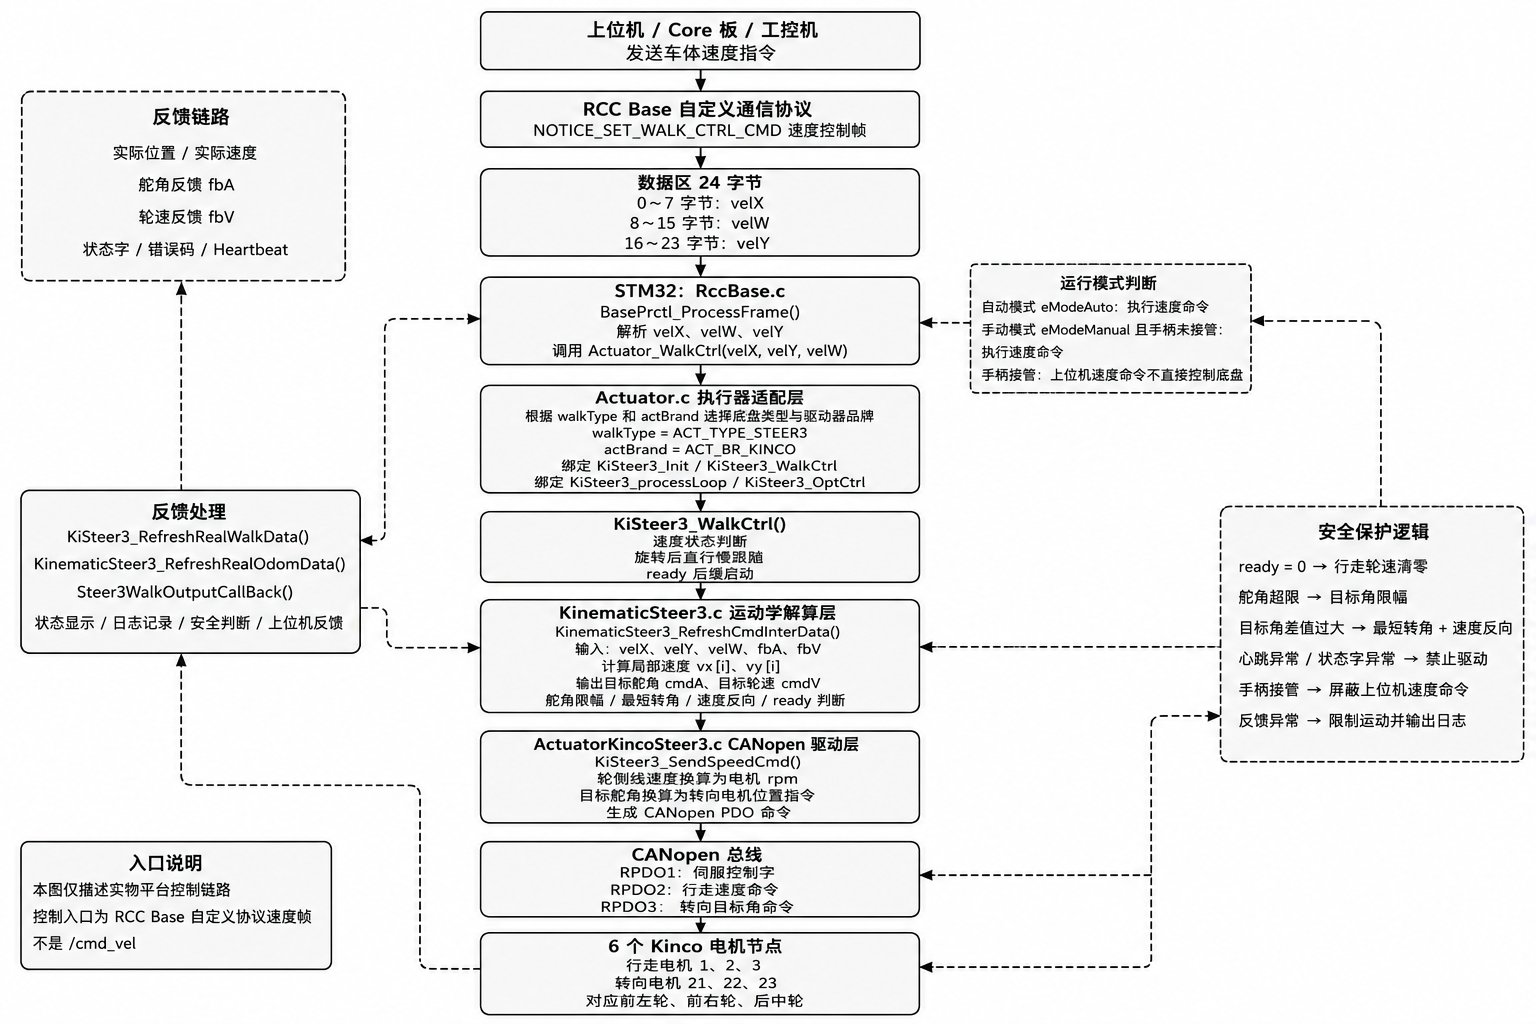 上位机 / Core 板 / 工控机
发送车体速度指令
RCC Base 自定义通信协议
NOTICE_SET_WALK_CTRL_CMD 速度控制帧
数据区 24 字节
0～7 字节：velX
8～15 字节：velW
16～23 字节：velY
STM32：RccBase.c
BasePrctl_ProcessFrame()
解析 velX、velW、velY
调用 Actuator_WalkCtrl(velX, velY, velW)
Actuator.c 执行器适配层
根据 walkType 和 actBrand 选择底盘类型与驱动器品牌
walkType = ACT_TYPE_STEER3
actBrand = ACT_BR_KINCO
绑定 KiSteer3_Init / KiSteer3_WalkCtrl
绑定 KiSteer3_processLoop / KiSteer3_OptCtrl
KiSteer3_WalkCtrl()
速度状态判断
旋转后直行慢跟随
ready 后缓启动
KinematicSteer3.c 运动学解算层
KinematicSteer3_RefreshCmdInterData()
输入：velX、velY、velW、fbA、fbV
计算局部速度 vx [i]、vy [i]
输出目标舵角 cmdA、目标轮速 cmdV
舵角限幅 / 最短转角 / 速度反向 / ready 判断
ActuatorKincoSteer3.c CANopen 驱动层
KiSteer3_SendSpeedCmd()
轮侧线速度换算为电机 rpm
目标舵角换算为转向电机位置指令
生成 CANopen PDO 命令
CANopen 总线
RPDO1：伺服控制字
RPDO2：行走速度命令
RPDO3： 转向目标角命令
6 个 Kinco 电机节点
行走电机 1、2、3
转向电机 21、22、23
对应前左轮、前右轮、后中轮
反馈链路
实际位置 / 实际速度
舵角反馈 fbA
轮速反馈 fbV
状态字 / 错误码 / Heartbeat
反馈处理
KiSteer3_RefreshRealWalkData()
KinematicSteer3_RefreshRealOdomData()
Steer3WalkOutputCallBack()
状态显示 / 日志记录 / 安全判断 / 上位机反馈
入口说明
本图仅描述实物平台控制链路
控制入口为 RCC Base 自定义协议速度帧
不是 /cmd_vel
运行模式判断
自动模式 eModeAuto：执行速度命令
手动模式 eModeManual 且手柄未接管：
执行速度命令
手柄接管：上位机速度命令不直接控制底盘
安全保护逻辑
ready = 0 → 行走轮速清零
舵角超限 → 目标角限幅
目标角差值过大 → 最短转角 + 速度反向
心跳异常 / 状态字异常 → 禁止驱动
手柄接管 → 屏蔽上位机速度命令
反馈异常 → 限制运动并输出日志